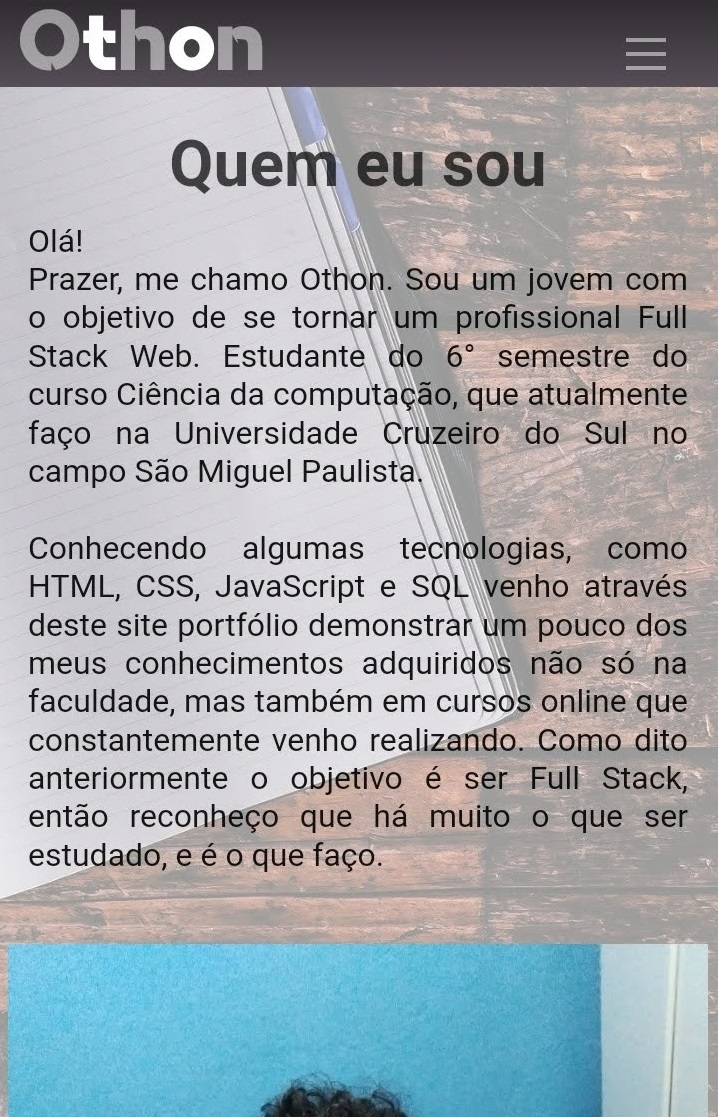 Othon
Quem eu sou
Olá!
Prazer, me chamo Othon. Sou um jovem com
o objetivo de se tornar um profissional Full
Stack Web. Estudante do 6° semestre do
curso Ciência da computação, que atualmente
faço na Universidade Cruzeiro do Sul no
campo São Miguel Paulista.
Conhecendo algumas tecnologias, como
HTML, CSS, JavaScript e SQL venho através
deste site portfólio demonstrar um pouco dos
meus conhecimentos adquiridos não só na
faculdade, mas também em cursos online que
constantemente venho realizando. Como dito
anteriormente o objetivo é ser Full Stack,
então reconheço que há muito o que ser
estudado, e é o que faço.